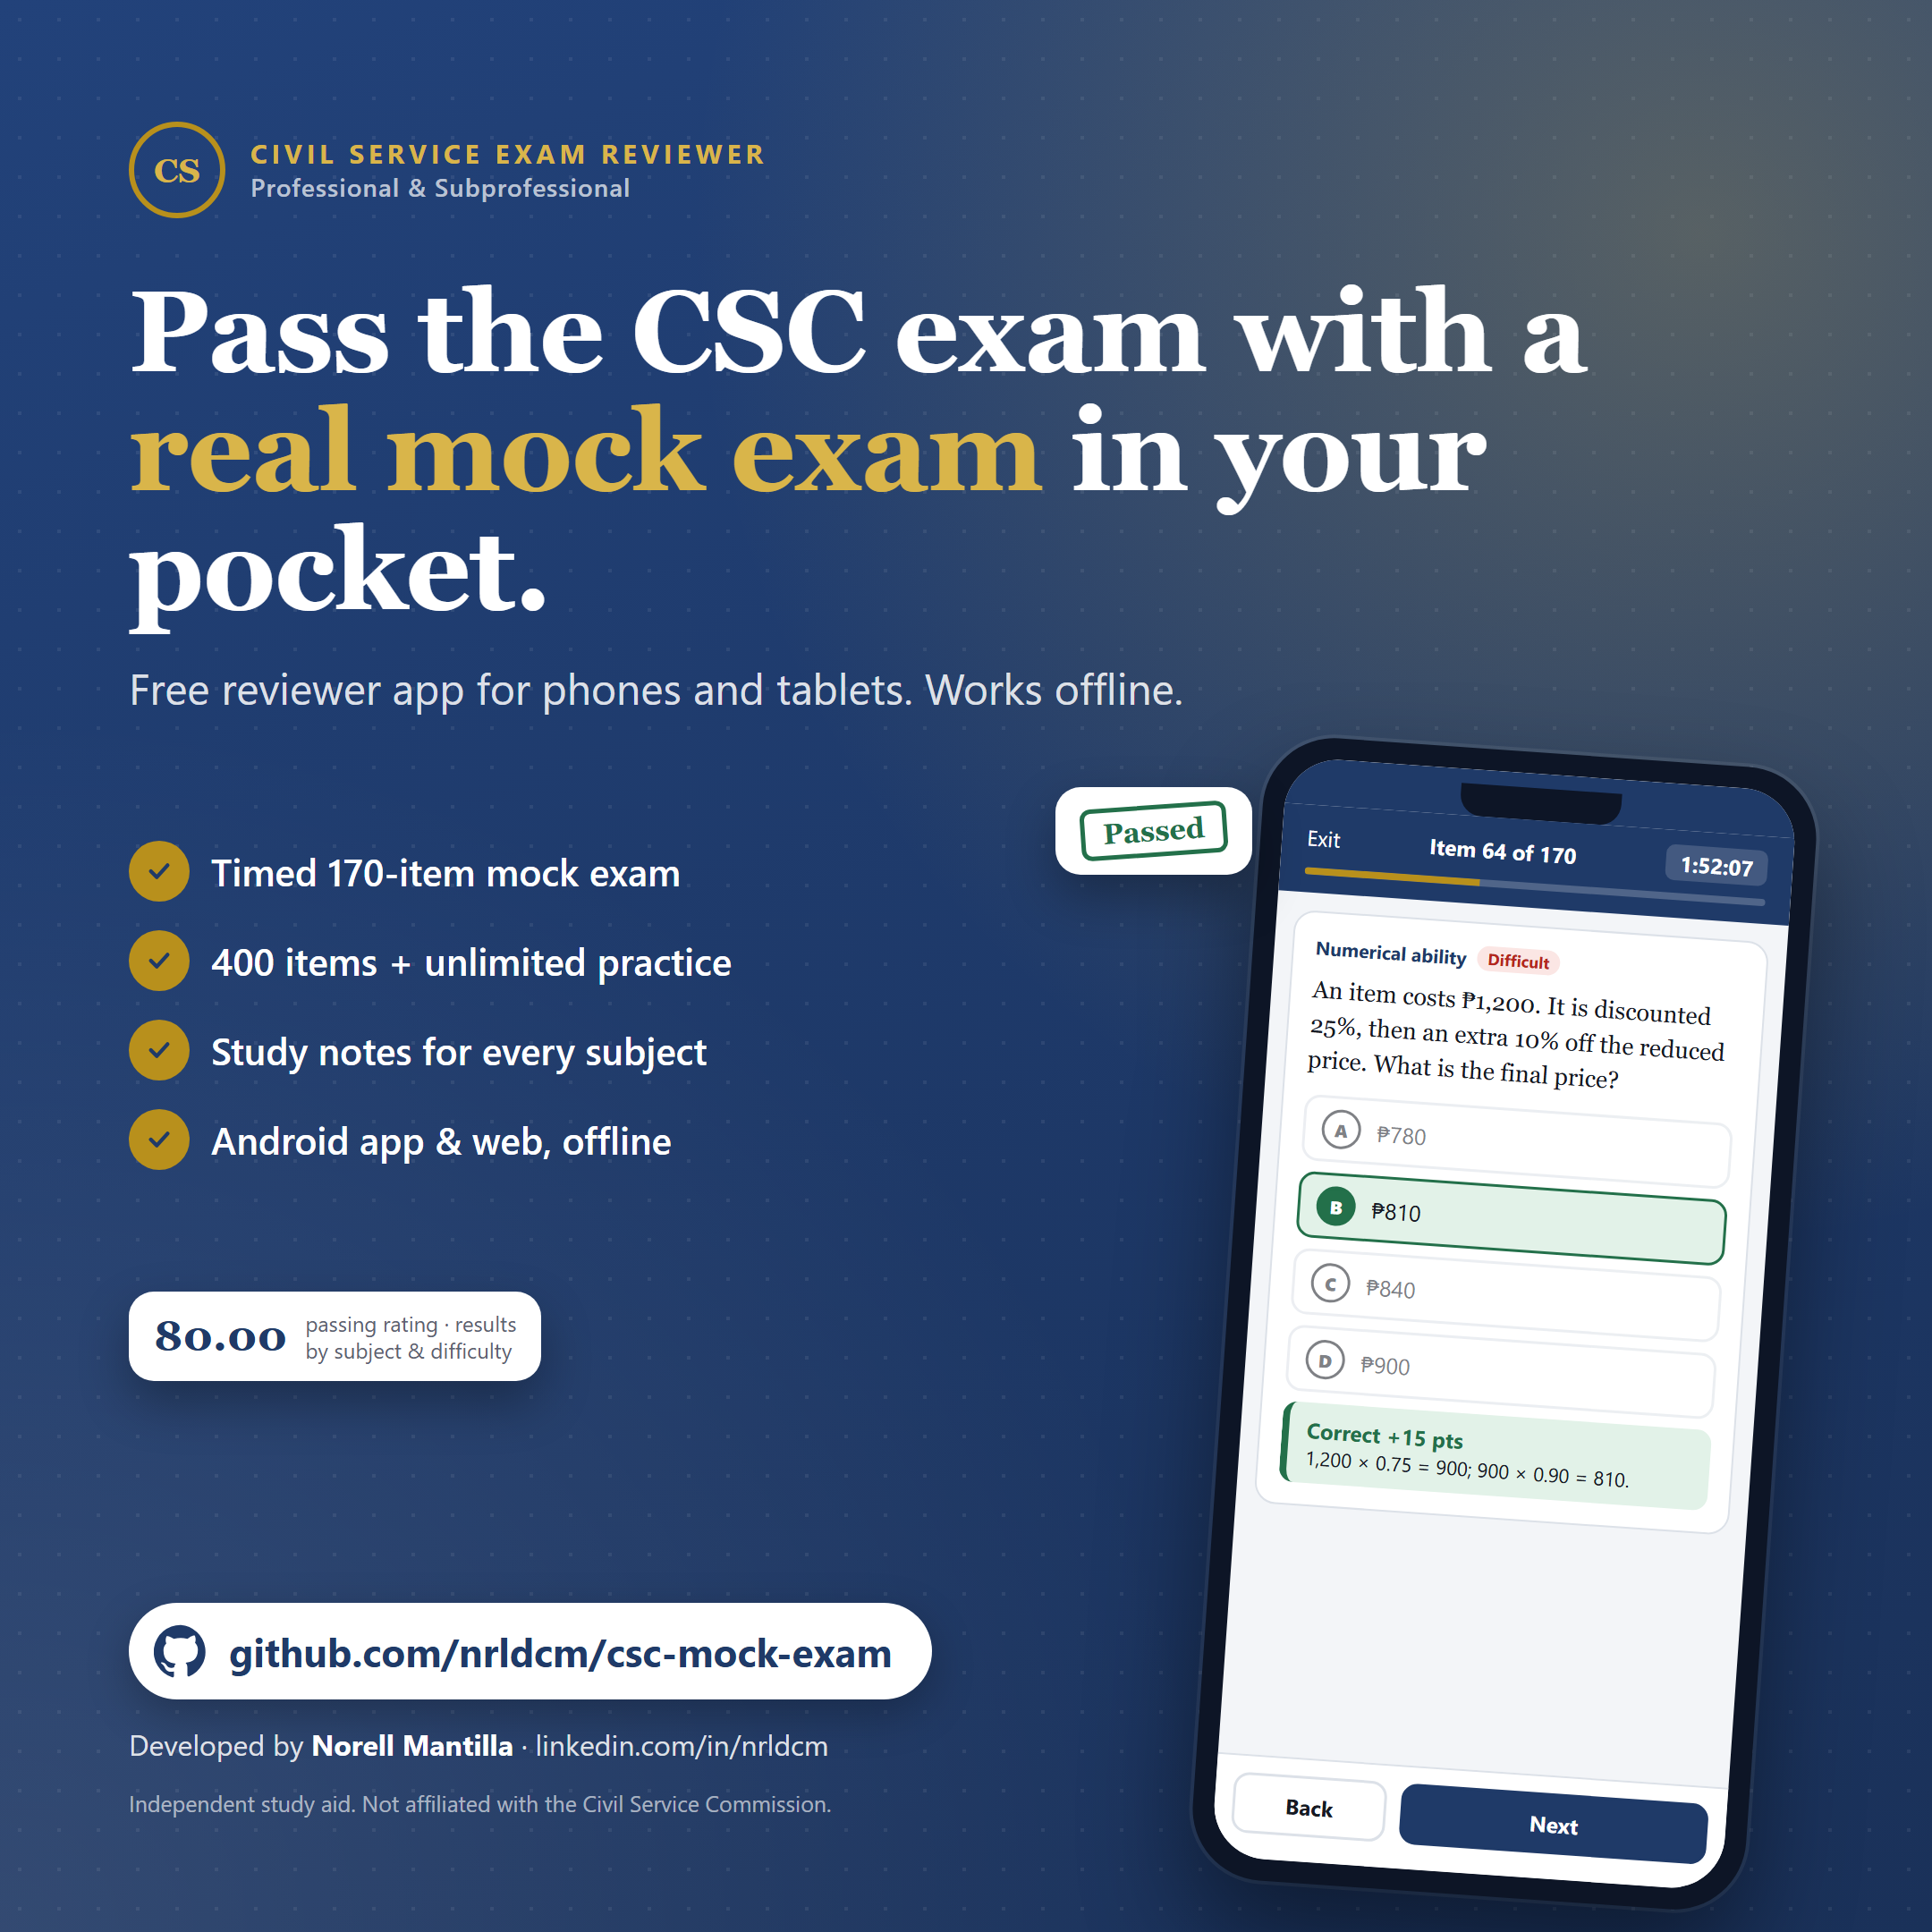 CS
CIVIL SERVICE EXAM REVIEWER
Professional & Subprofessional
Pass the CSC exam with a
real mock exam in your
pocket.
Free reviewer app for phones and tablets. Works offline.
Timed 170-item mock exam
400 items + unlimited practice
Study notes for every subject
Android app & web, offline
80.00
passing rating · results
by subject & difficulty
github.com/nrldcm/csc-mock-exam
Developed by Norell Mantilla · linkedin.com/in/nrldcm
Independent study aid. Not affiliated with the Civil Service Commission.
Passed
Exit
Item 64 of 170
1:52:07
Numerical ability
Difficult
An item costs ₱1,200. It is discounted
25%, then an extra 10% off the reduced
price. What is the final price?
A ₱780
B ₱810
C ₱840
D ₱900
Correct +15 pts
1,200 × 0.75 = 900; 900 × 0.90 = 810.
Back
Next